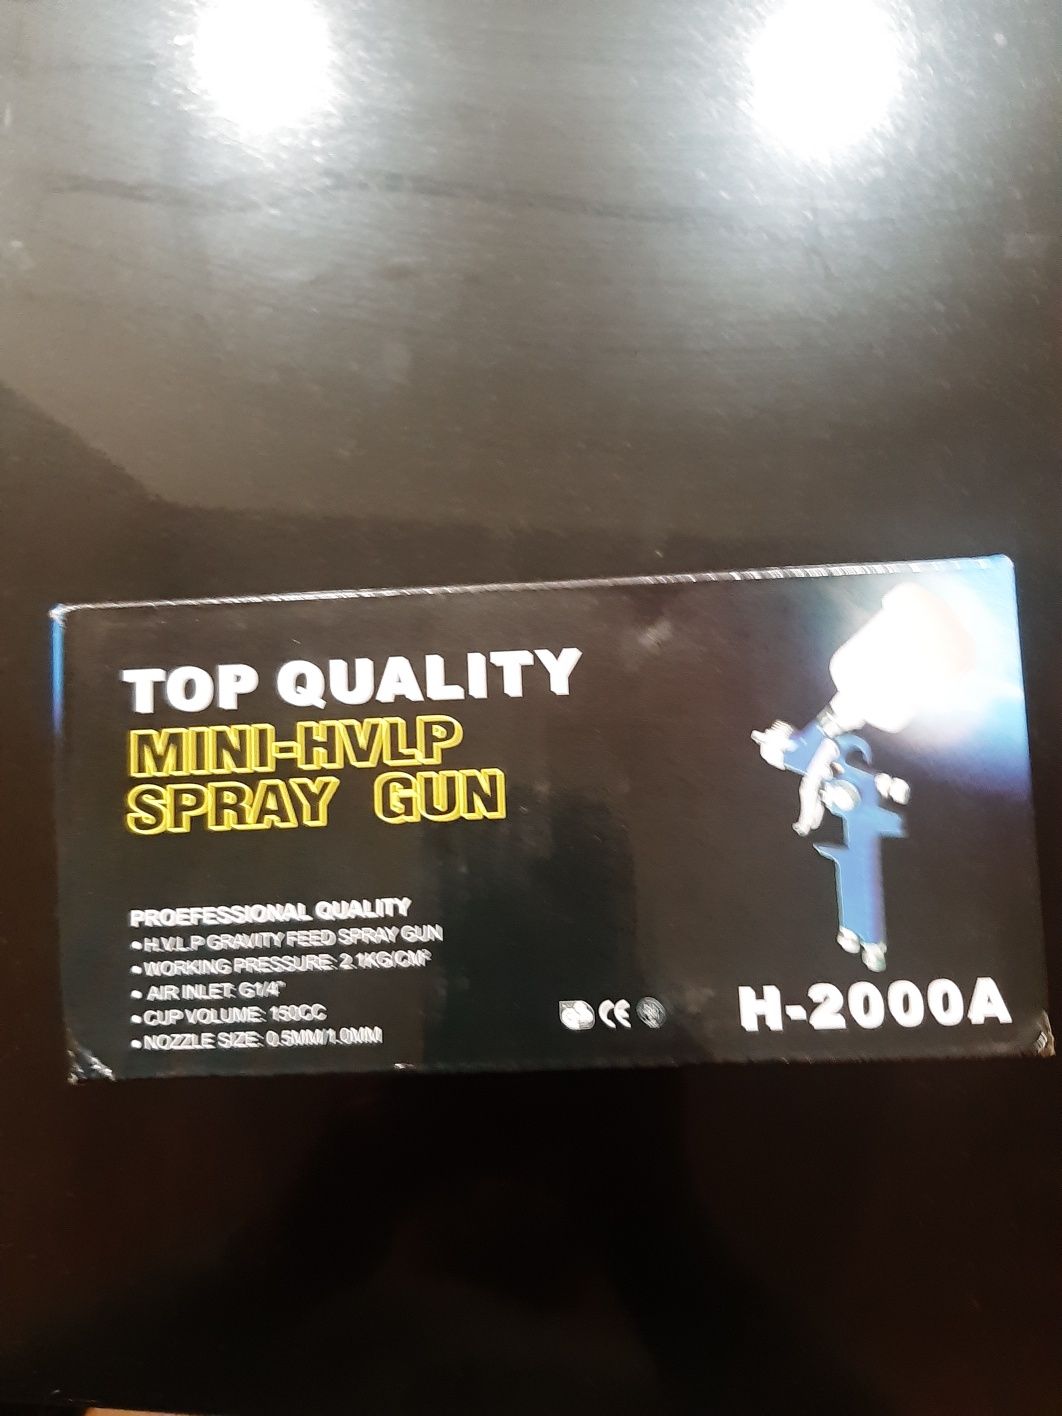 TOP QUALITY
MINI-HVLP
SPRAY GUN
PROEFESSIONAL QUALITY
• H.V.L.P GRAVITY FEED SPRAY GUN
• WORKING PRESSURE: 2.1KG/CM²
• AIR INLET: G1/4"
• CUP VOLUME: 150CC
• NOZZLE SIZE: 0.5MM/1.0MM
CE
H-2000A